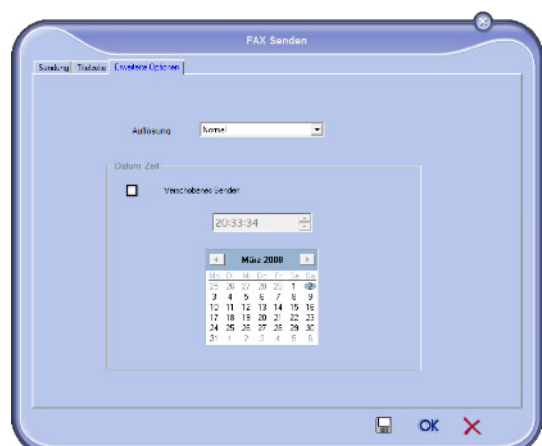 FAX Senden
Sendung Titelseite Erweiterte Optionen
Auflösung Normal
Datum Zeit
Verschobenes Senden
20:33:34
März 2008
Mo Di Mi Do Fr Sa So
25 26 27 28 29 1 2
3 4 5 6 7 8 9
10 11 12 13 14 15 16
17 18 19 20 21 22 23
24 25 26 27 28 29 30
31 1 2 3 4 5 6
OK